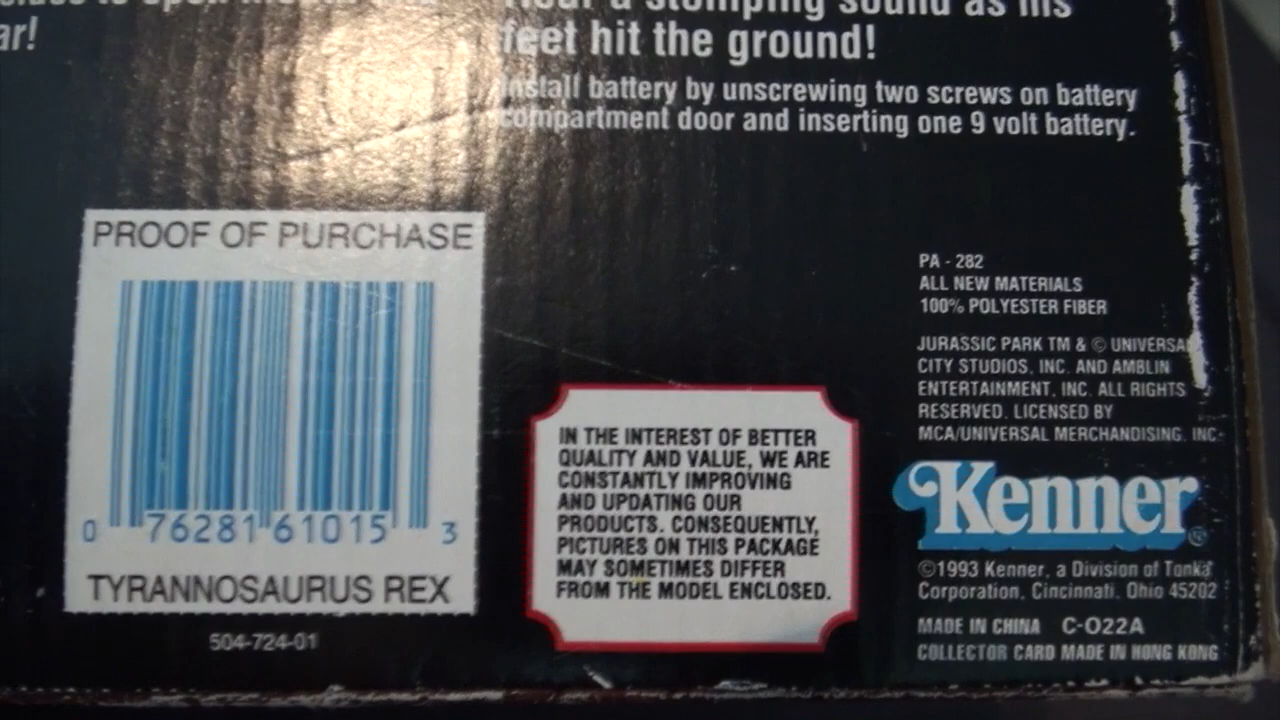 ar!
a stomping sound as his
feet hit the ground!
Install battery by unscrewing two screws on battery
compartment door and inserting one 9 volt battery.
PROOF OF PURCHASE
0 76281 61015 3
TYRANNOSAURUS REX
504-724-01
IN THE INTEREST OF BETTER
QUALITY AND VALUE, WE ARE
CONSTANTLY IMPROVING
AND UPDATING OUR
PRODUCTS. CONSEQUENTLY,
PICTURES ON THIS PACKAGE
MAY SOMETIMES DIFFER
FROM THE MODEL ENCLOSED.
PA - 282
ALL NEW MATERIALS
100% POLYESTER FIBER
JURASSIC PARK TM & © UNIVERSAL
CITY STUDIOS, INC. AND AMBLIN
ENTERTAINMENT, INC. ALL RIGHTS
RESERVED. LICENSED BY
MCA/UNIVERSAL MERCHANDISING, INC.
Kenner®
©1993 Kenner, a Division of Tonka
Corporation, Cincinnati, Ohio 45202
MADE IN CHINA C-022A
COLLECTOR CARD MADE IN HONG KONG